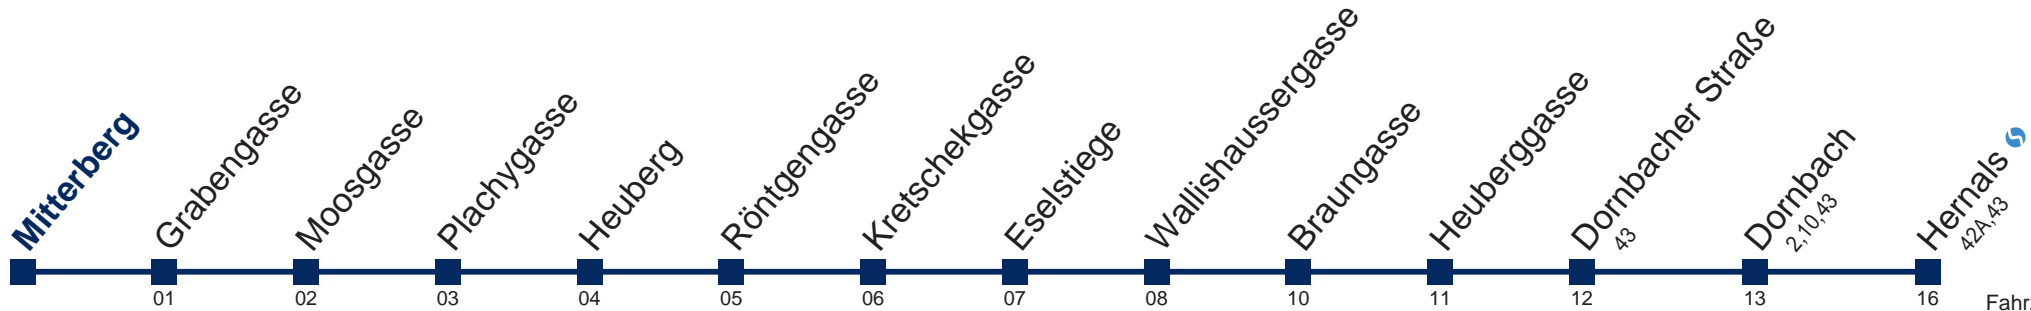 Mitterberg
Grabengasse
Moosgasse
Plachygasse
Heuberg
Röntgengasse
Kretschekgasse
Eselstiege
Wallishaussergasse
Braungasse
Heuberggasse
Dornbacher Straße
43
Dornbach
2,10,43
Hernals
42A,43
01 02 03 04 05 06 07 08 10 11 12 13 16 Fahr